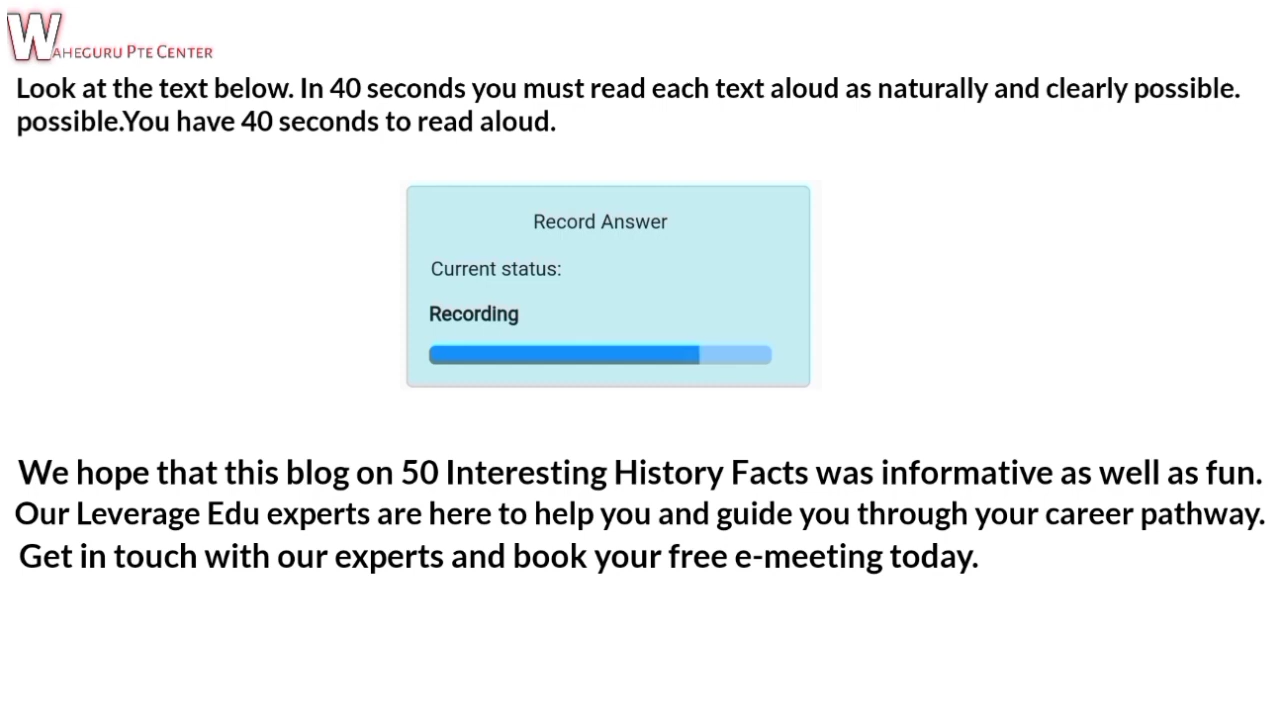 WAHEGURU PTE CENTER
Look at the text below. In 40 seconds you must read each text aloud as naturally and clearly possible.
possible.You have 40 seconds to read aloud.
Record Answer
Current status:
Recording
We hope that this blog on 50 Interesting History Facts was informative as well as fun.
Our Leverage Edu experts are here to help you and guide you through your career pathway.
Get in touch with our experts and book your free e-meeting today.